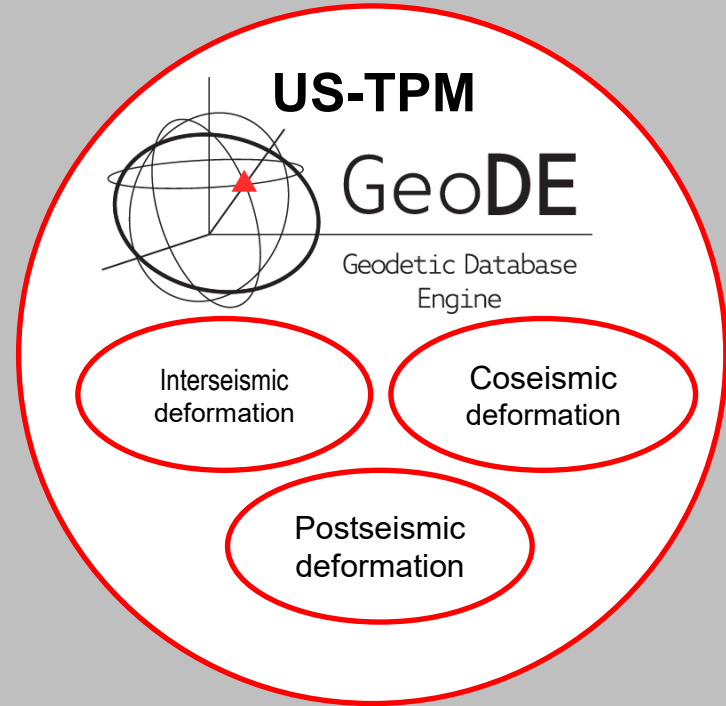 US-TPM
GeoDE
Geodetic Database
Engine
Interseismic
deformation
Coseismic
deformation
Postseismic
deformation